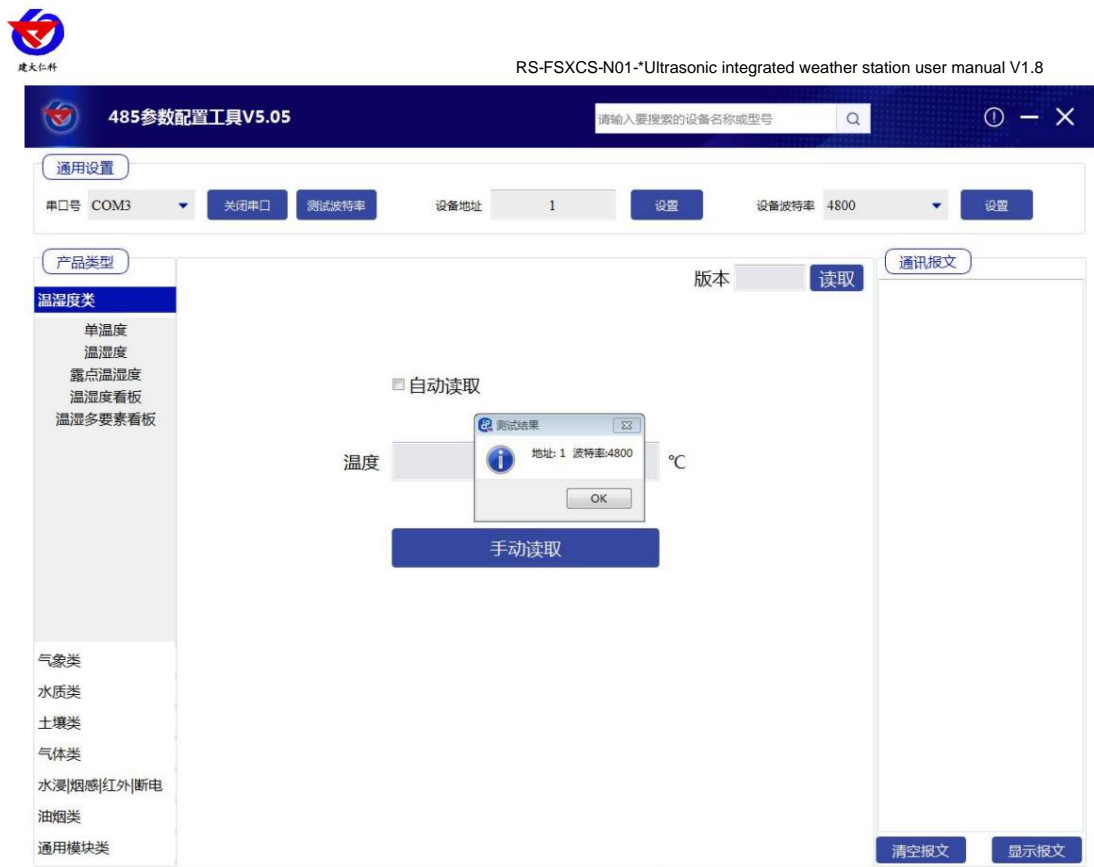 建大仁科
RS-FSXCS-N01-*Ultrasonic integrated weather station user manual V1.8
485参数配置工具V5.05
请输入要搜索的设备名称或型号
通用设置
串口号 COM3 关闭串口 测试波特率 设备地址 1 设置 设备波特率 4800 设置
产品类型
通讯报文
版本 读取
温湿度类
单温度
温湿度
露点温湿度
温湿度看板
温湿多要素看板
自动读取
测试结果
地址: 1 波特率:4800
OK
温度 ℃
手动读取
气象类
水质类
土壤类
气体类
水浸|烟感|红外|断电
油烟类
通用模块类
清空报文 显示报文